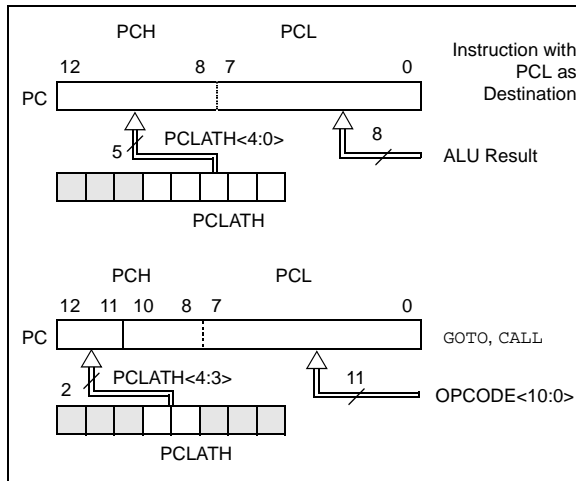 PCH PCL
12 8 7 0
Instruction with
PCL as
Destination
PC
5 PCLATH<4:0> 8
ALU Result
PCLATH
PCH PCL
12 11 10 8 7 0
PC GOTO, CALL
2 PCLATH<4:3> 11
OPCODE<10:0>
PCLATH